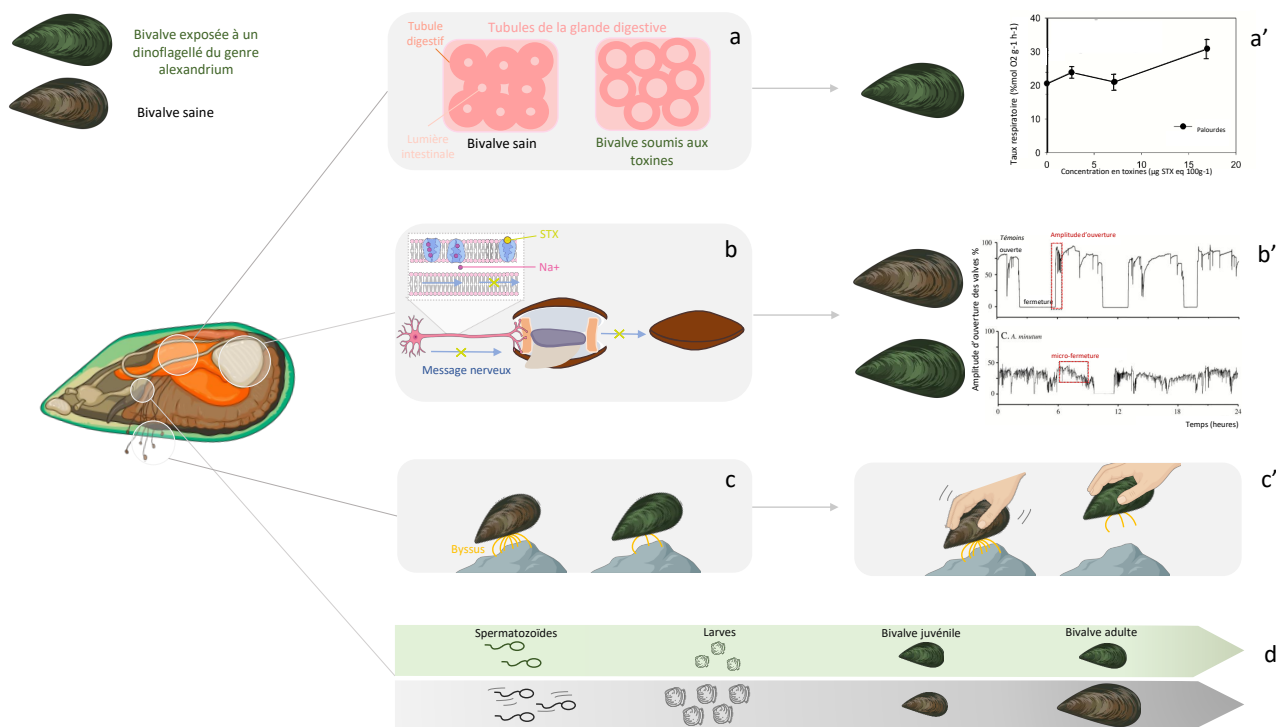 Bivalve exposée à un
dinoflagellé du genre
alexandrium
Bivalve saine
Tubule
digestif
Tubules de la glande digestive
a
Lumière
intestinale
Bivalve sain
Bivalve soumis aux
toxines
a'
Taux respiratoire (%mol O2 g-1 h-1)
40
30
20
10
0
Palourdes
0
5
10
15
20
Concentration en toxines (µg STX eq 100g-1)
STX
Na+
b
Message nerveux
b'
Amplitude d'ouverture des valves %
Témoins
ouverte
Amplitude d'ouverture
100
50
0
fermeture
C. A. minutum
micro-fermeture
100
50
0
0
6
12
18
24
Temps (heures)
c
Byssus
c'
Spermatozoïdes
Larves
Bivalve juvénile
Bivalve adulte
d